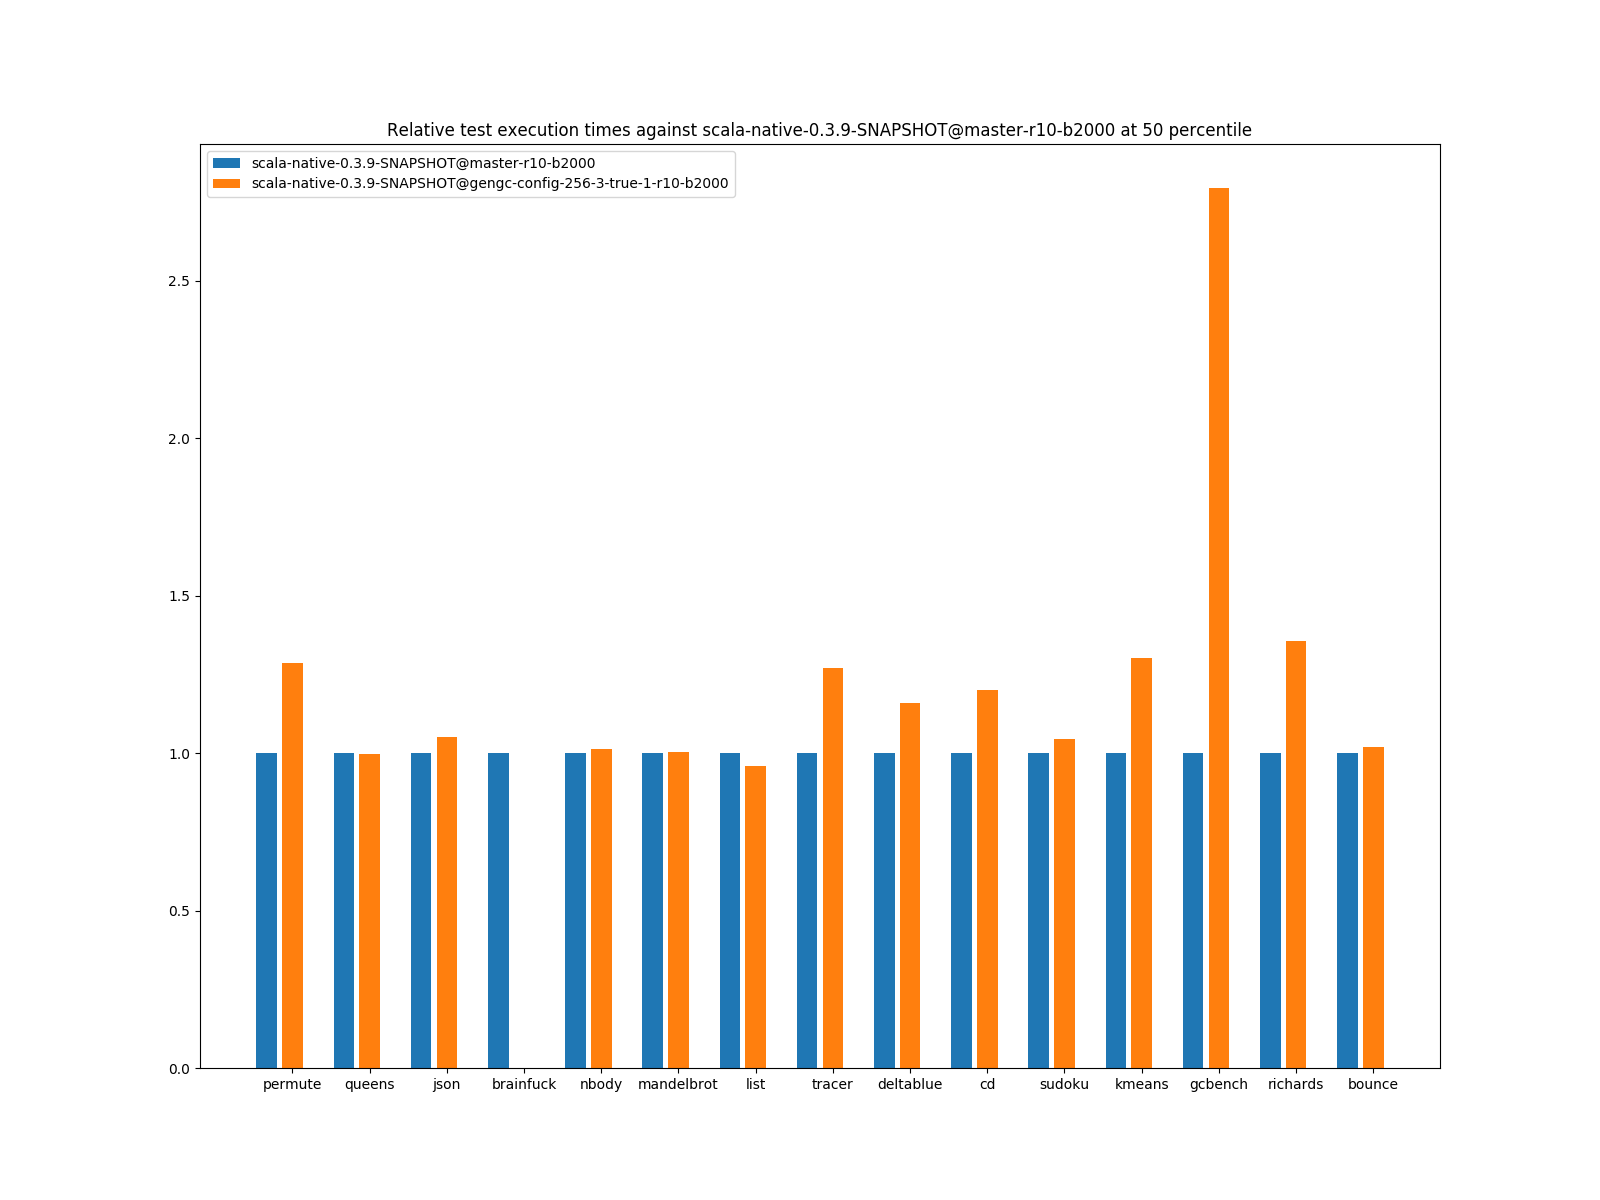 Relative test execution times against scala-native-0.3.9-SNAPSHOT@master-r10-b2000 at 50 percentile
scala-native-0.3.9-SNAPSHOT@master-r10-b2000
scala-native-0.3.9-SNAPSHOT@gengc-config-256-3-true-1-r10-b2000
2.5
2.0
1.5
1.0
0.5
0.0
permute queens json brainfuck nbody mandelbrot list tracer deltablue cd sudoku kmeans gcbench richards bounce